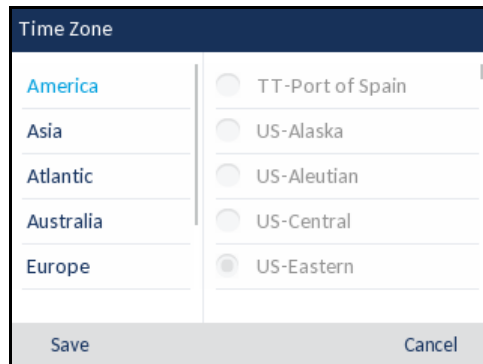 Time Zone
America
Asia
Atlantic
Australia
Europe
TT-Port of Spain
US-Alaska
US-Aleutian
US-Central
US-Eastern
Save
Cancel